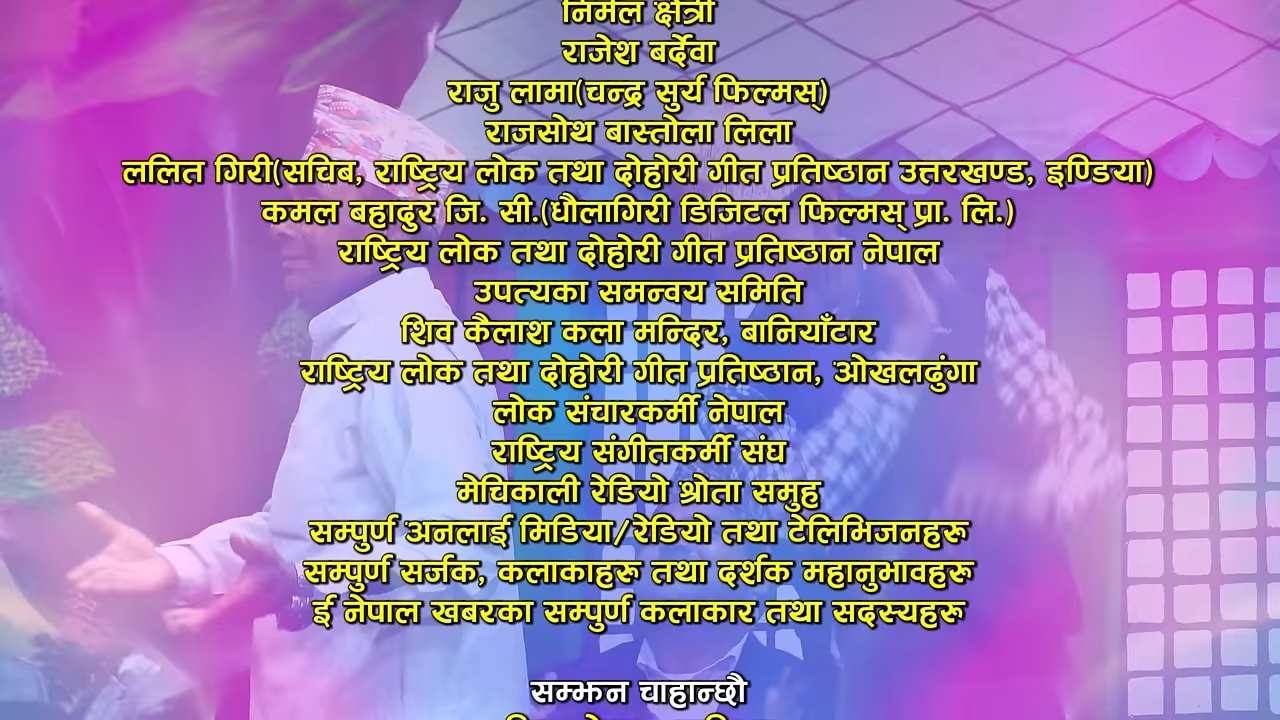 निर्मल क्षेत्री
राजेश बर्देवा
राजु लामा(चन्द्र सुर्य फिल्मस्)
राजसोथ बास्तोला लिला
ललित गिरी(सचिब, राष्ट्रिय लोक तथा दोहोरी गीत प्रतिष्ठान उत्तरखण्ड, इण्डिया)
कमल बहादुर जि. सी.(धौलागिरी डिजिटल फिल्मस् प्रा. लि.)
राष्ट्रिय लोक तथा दोहोरी गीत प्रतिष्ठान नेपाल
उपत्यका समन्वय समिति
शिव कैलाश कला मन्दिर, बानियाँटार
राष्ट्रिय लोक तथा दोहोरी गीत प्रतिष्ठान, ओखलढुंगा
लोक संचारकर्मी नेपाल
राष्ट्रिय संगीतकर्मी संघ
मेचिकाली रेडियो श्रोता समुह
सम्पुर्ण अनलाई मिडिया/रेडियो तथा टेलिभिजनहरू
सम्पुर्ण सर्जक, कलाकाहरू तथा दर्शक महानुभावहरू
ई नेपाल खबरका सम्पुर्ण कलाकार तथा सदस्यहरू
सम्झन चाहान्छौ